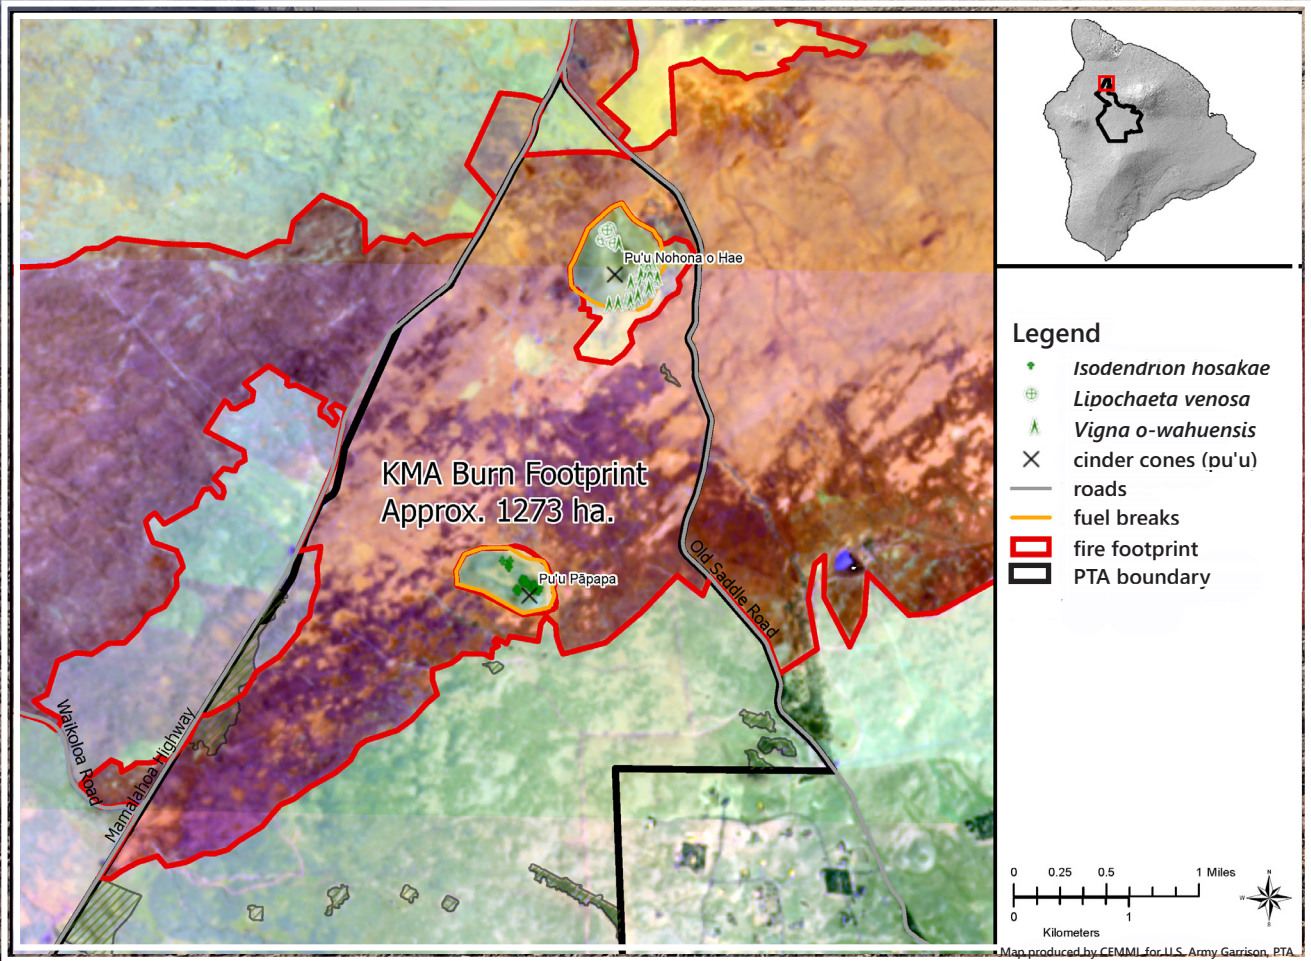 Pu'u Nohona o Hae
KMA Burn Footprint
Approx. 1273 ha.
Pu'u Pāpapa
Old Saddle Road
Waikoloa Road
Mamalahoa Highway
Legend
Isodendrion hosakae
Lipochaeta venosa
Vigna o-wahuensis
cinder cones (pu'u)
roads
fuel breaks
fire footprint
PTA boundary
0 0.25 0.5 1 Miles
0 1
Kilometers
N
W E
S
Map produced by CEMML for U.S. Army Garrison, PTA